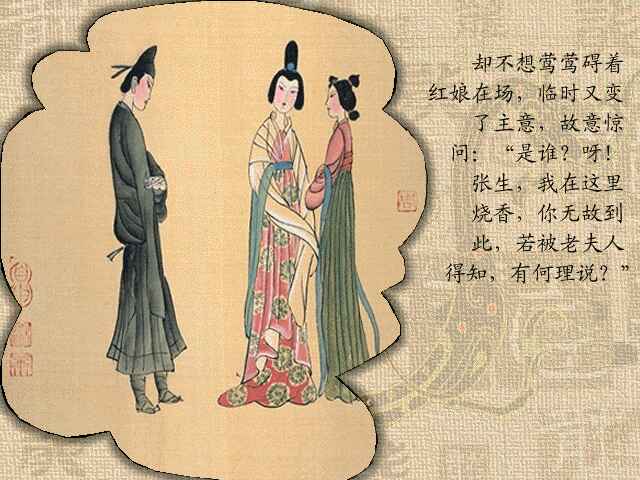 却不想莺莺碍着
红娘在场，临时又变
了主意，故意惊
问：“是谁？呀！
张生，我在这里
烧香，你无故到
此，若被老夫人
得知，有何理说？”